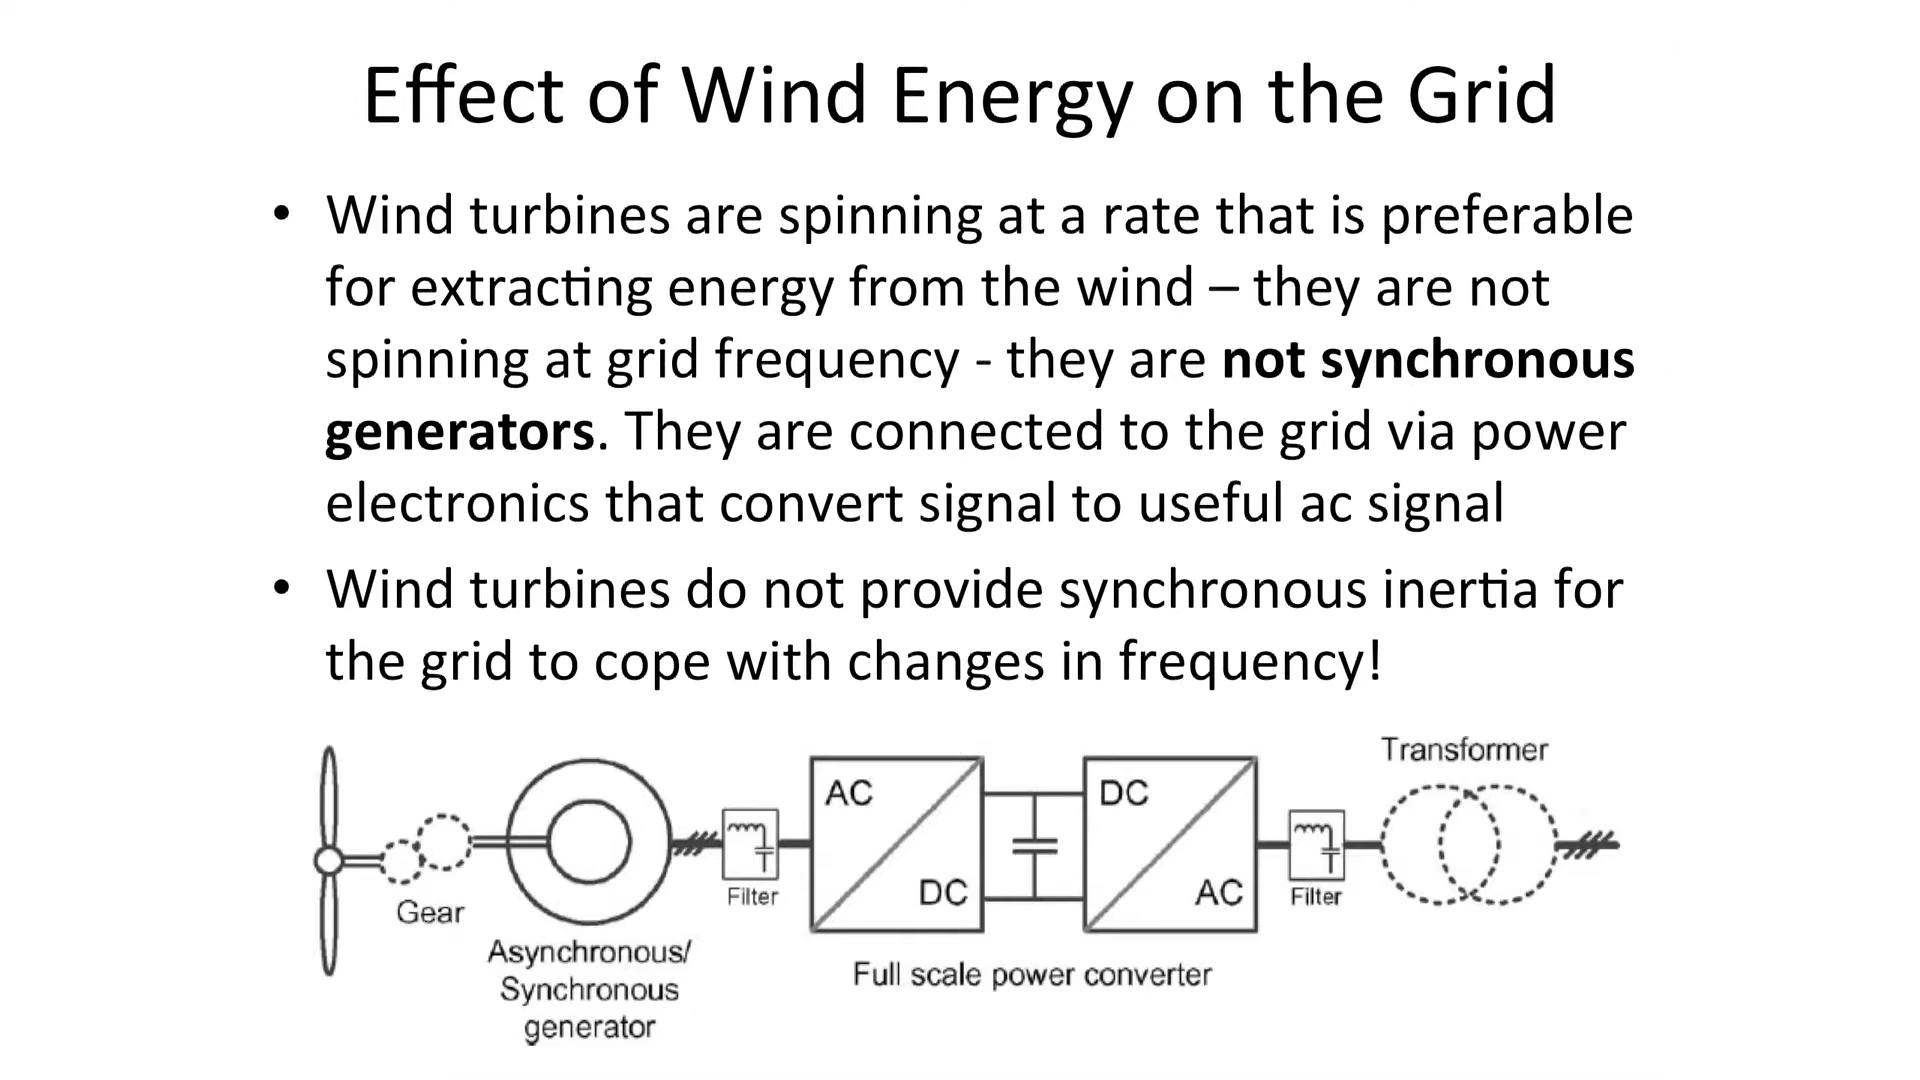 Effect of Wind Energy on the Grid
• Wind turbines are spinning at a rate that is preferable
for extracting energy from the wind – they are not
spinning at grid frequency - they are not synchronous
generators. They are connected to the grid via power
electronics that convert signal to useful ac signal
• Wind turbines do not provide synchronous inertia for
the grid to cope with changes in frequency!
Transformer
AC
DC
DC
AC
Filter
Filter
Gear
Asynchronous/
Synchronous
generator
Full scale power converter